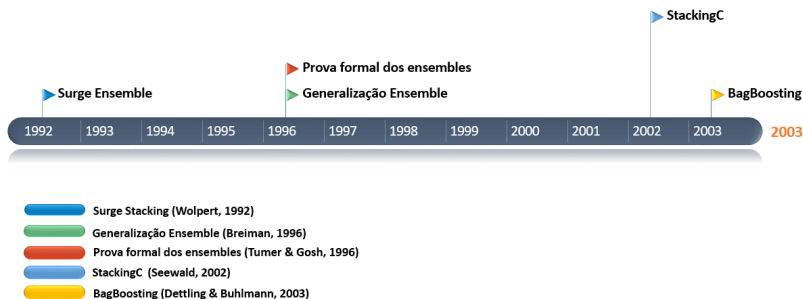 StackingC
Prova formal dos ensembles
Surge Ensemble
Generalização Ensemble
BagBoosting
1992 1993 1994 1995 1996 1997 1998 1999 2000 2001 2002 2003 2003
Surge Stacking (Wolpert, 1992)
Generalização Ensemble (Breiman, 1996)
Prova formal dos ensembles (Tumer & Gosh, 1996)
StackingC (Seewald, 2002)
BagBoosting (Dettling & Buhlmann, 2003)